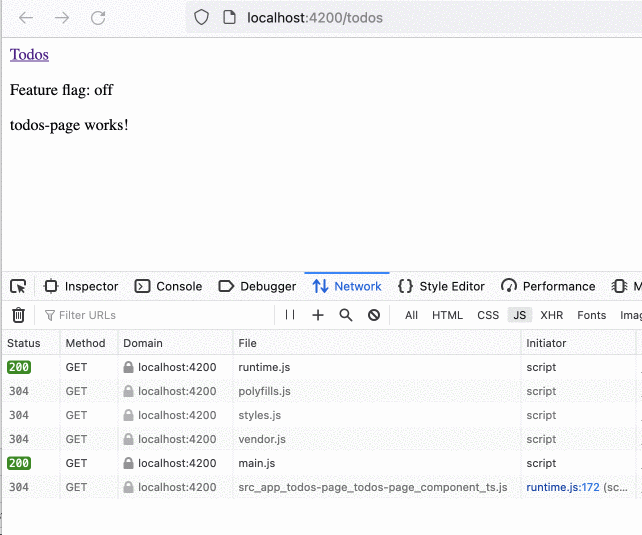 localhost:4200/todos
Todos
Feature flag: off
todos-page works!
Inspector Console Debugger Network Style Editor Performance M
Filter URLs All HTML CSS JS XHR Fonts Imag
Status Method Domain File Initiator
200 GET localhost:4200 runtime.js script
304 GET localhost:4200 polyfills.js script
304 GET localhost:4200 styles.js script
304 GET localhost:4200 vendor.js script
200 GET localhost:4200 main.js script
304 GET localhost:4200 src_app_todos-page_todos-page_component_ts.js runtime.js:172 (sc...